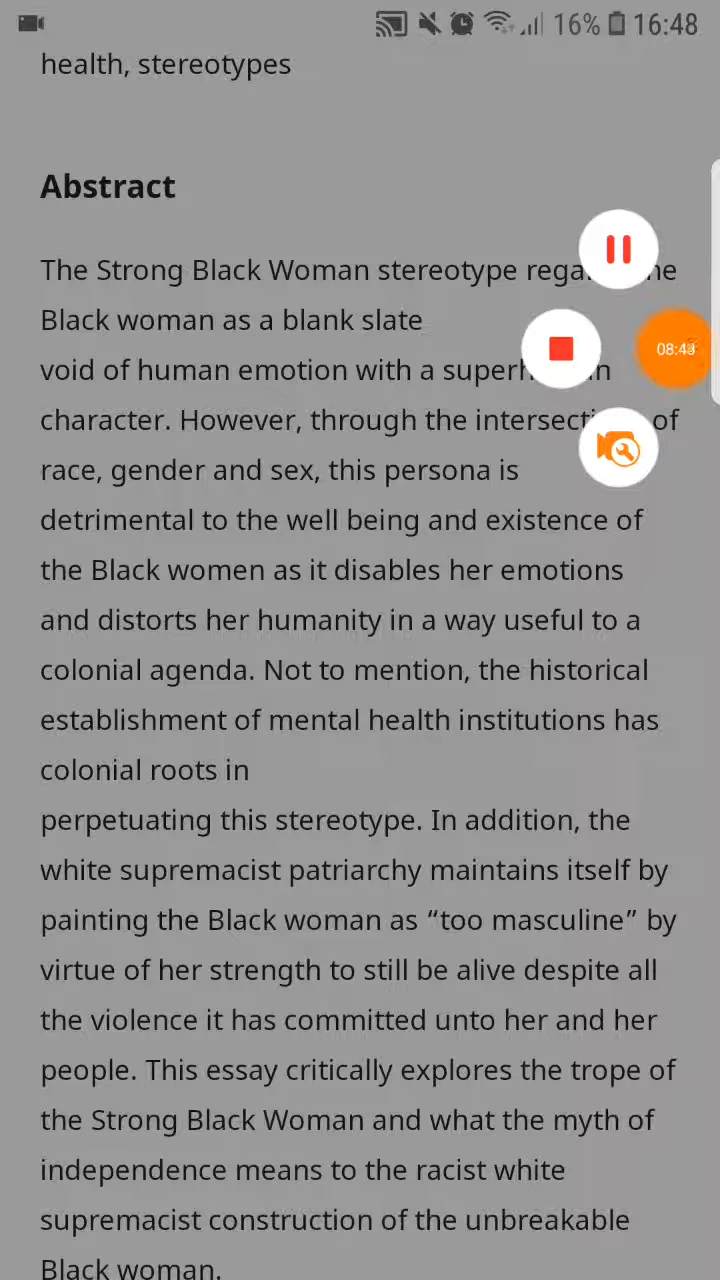 16% 16:48
health, stereotypes
Abstract
The Strong Black Woman stereotype
Black woman as a blank slate
08:43
void of human emotion with a
character. However, through the of
race, gender and sex, this persona is
detrimental to the well being and existence of
the Black women as it disables her emotions
and distorts her humanity in a way useful to a
colonial agenda. Not to mention, the historical
establishment of mental health institutions has
colonial roots in
perpetuating this stereotype. In addition, the
white supremacist patriarchy maintains itself by
painting the Black woman as “too masculine” by
virtue of her strength to still be alive despite all
the violence it has committed unto her and her
people. This essay critically explores the trope of
the Strong Black Woman and what the myth of
independence means to the racist white
supremacist construction of the unbreakable
Black woman.